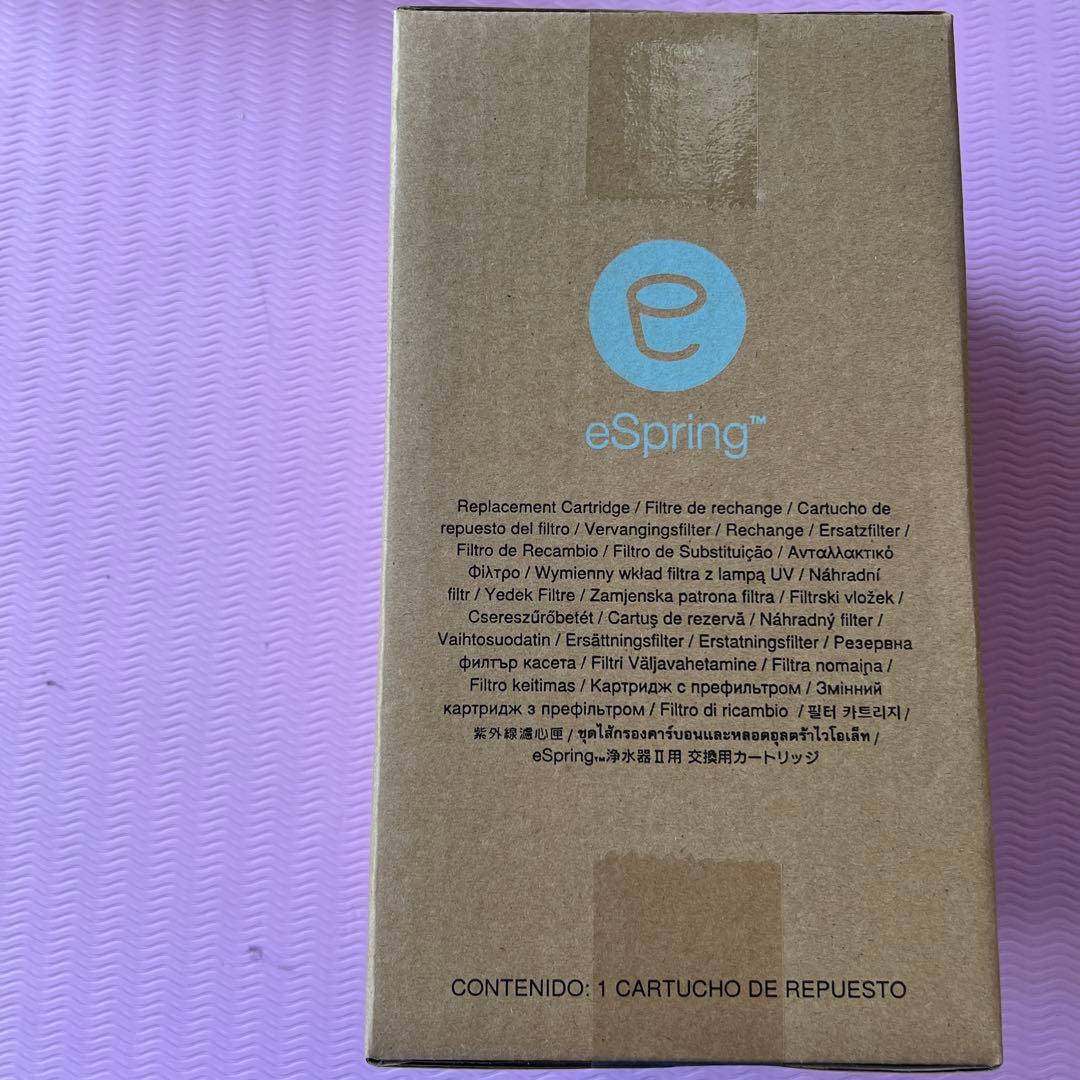 eSpring™
Replacement Cartridge / Filtre de rechange / Cartucho de
repuesto del filtro / Vervangingsfilter / Rechange / Ersatzfilter /
Filtro de Recambio / Filtro de Substituição / Ανταλλακτικό
Φίλτρο / Wymienny wkład filtra z lampą UV / Náhradní
filtr / Yedek Filtre / Zamjenska patrona filtra / Filtrski vložek /
Csereszűrőbetét / Cartuş de rezervă / Náhradný filter /
Vaihtosuodatin / Ersättningsfilter / Erstatningsfilter / Резервна
филтър касета / Filtri Väljavahetamine / Filtra nomaiņa /
Filtro keitimas / Картридж с префильтром / Змінний
картридж з префільтром / Filtro di ricambio / 필터 카트리지 /
紫外線濾心匣 / ชุดไส้กรองคาร์บอนและหลอดอุลตร้าไวโอเล็ท /
eSpring™浄水器Ⅱ用 交換用カートリッジ
CONTENIDO: 1 CARTUCHO DE REPUESTO